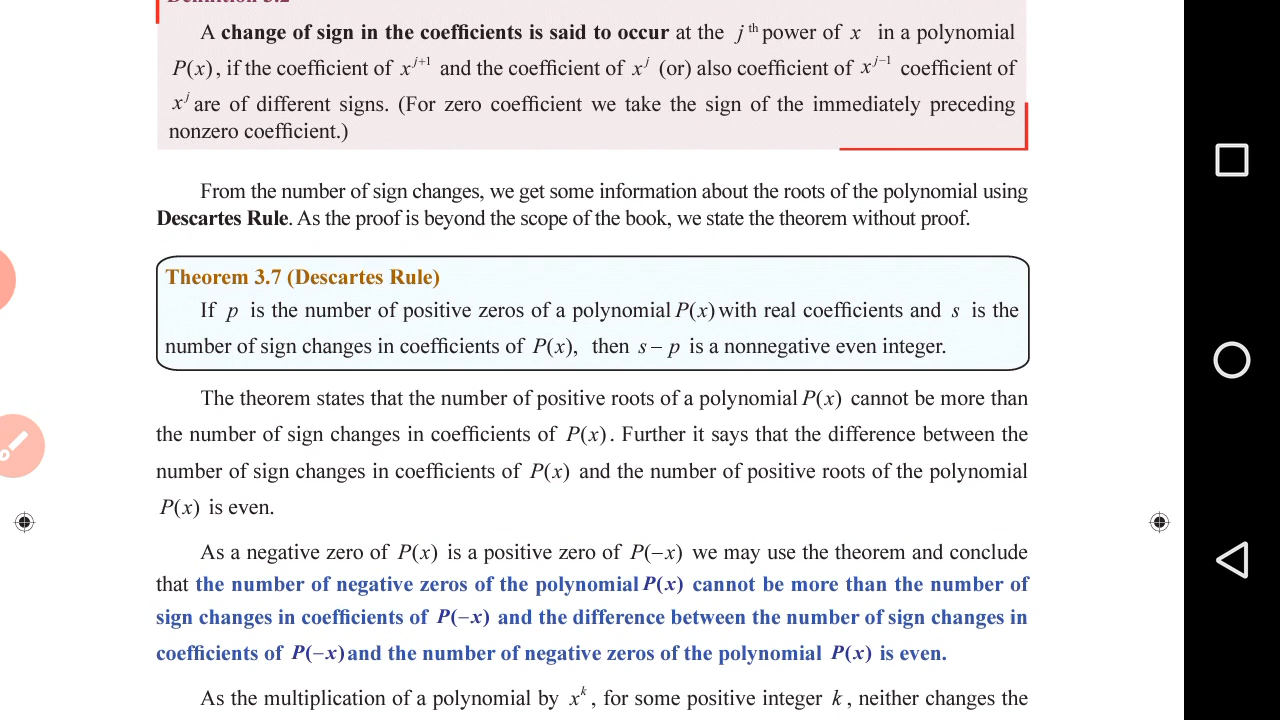 Definition 3.2
A change of sign in the coefficients is said to occur at the j th power of x in a polynomial
P(x), if the coefficient of x^{j+1} and the coefficient of x^j (or) also coefficient of x^{j−1} coefficient of
x^j are of different signs. (For zero coefficient we take the sign of the immediately preceding
nonzero coefficient.)
From the number of sign changes, we get some information about the roots of the polynomial using
Descartes Rule. As the proof is beyond the scope of the book, we state the theorem without proof.
Theorem 3.7 (Descartes Rule)
If p is the number of positive zeros of a polynomial P(x) with real coefficients and s is the
number of sign changes in coefficients of P(x), then s − p is a nonnegative even integer.
The theorem states that the number of positive roots of a polynomial P(x) cannot be more than
the number of sign changes in coefficients of P(x). Further it says that the difference between the
number of sign changes in coefficients of P(x) and the number of positive roots of the polynomial
P(x) is even.
As a negative zero of P(x) is a positive zero of P(−x) we may use the theorem and conclude
that the number of negative zeros of the polynomial P(x) cannot be more than the number of
sign changes in coefficients of P(−x) and the difference between the number of sign changes in
coefficients of P(−x) and the number of negative zeros of the polynomial P(x) is even.
As the multiplication of a polynomial by x^k, for some positive integer k, neither changes the